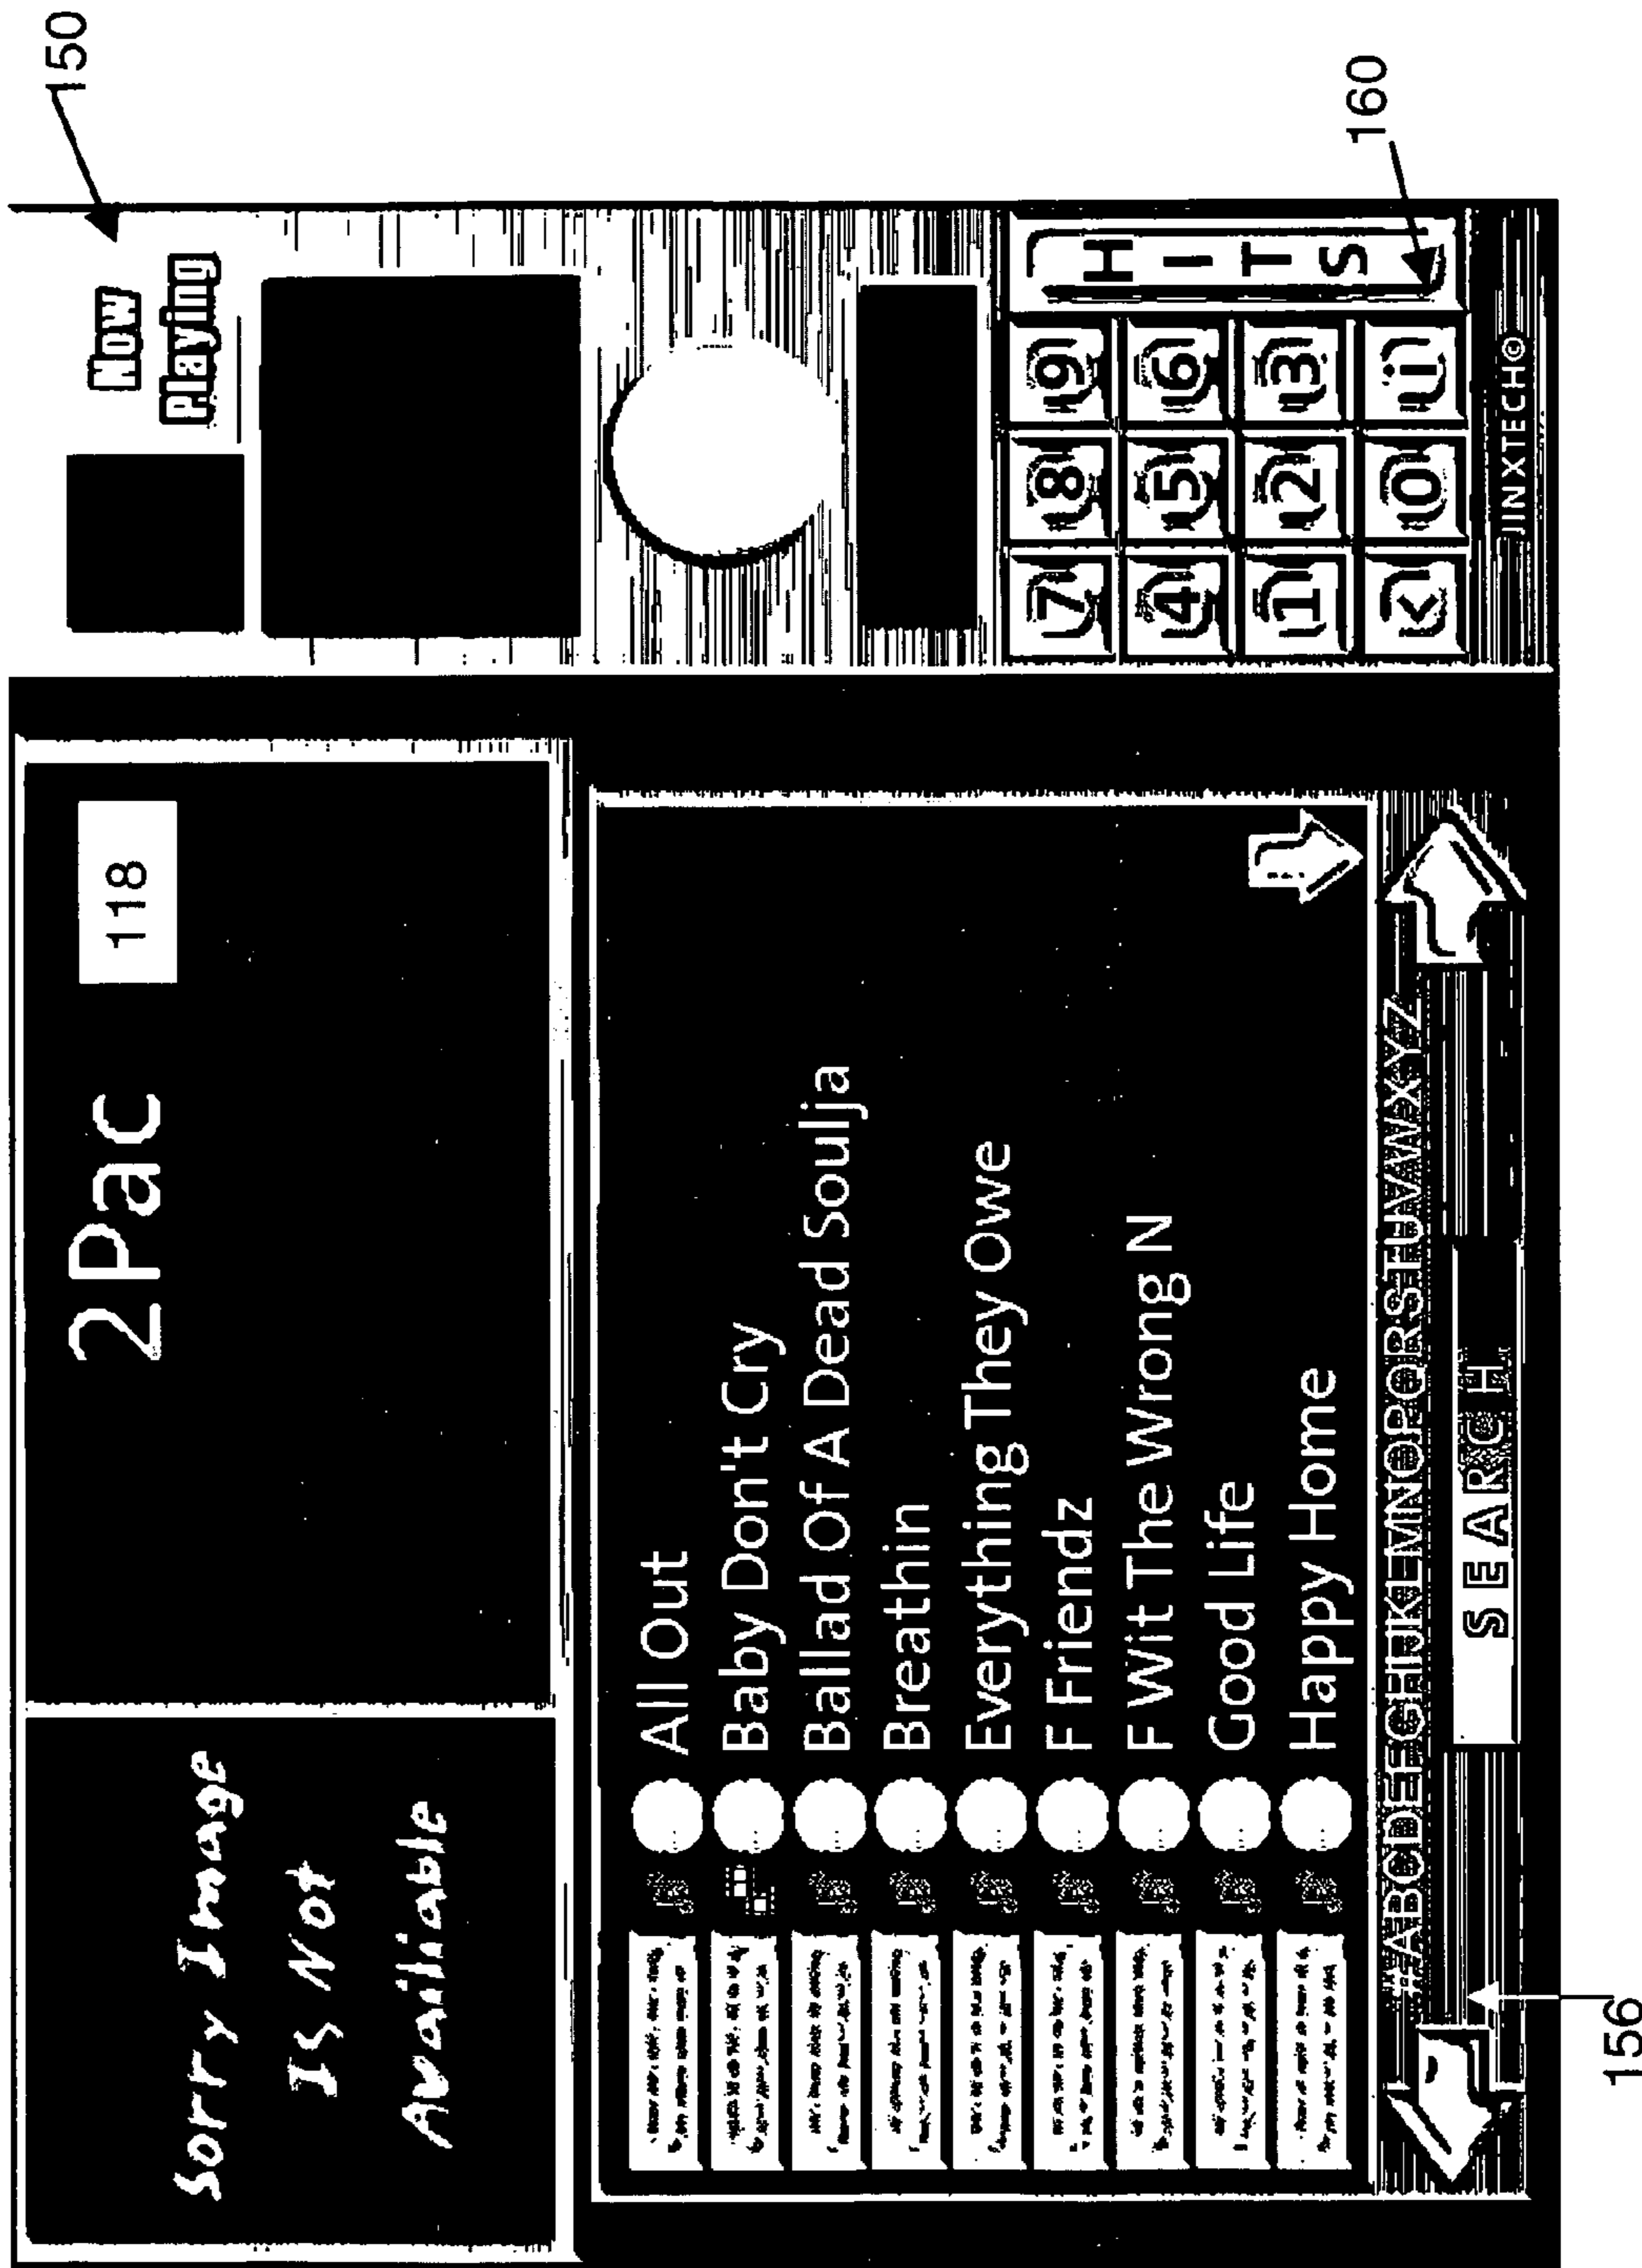 150
Now
Playing
Sorry Image
Is Not
Availiable
2Pac
118
All Out
Baby Don't Cry
Ballad Of A Dead Soulja
Breathin
Everything They Owe
F Friendz
F Wit The Wrong N
Good Life
Happy Home
7 8 9
4 5 6
1 2 3
< 0 i
HITS
160
JINXTECH©
#ABCDEFGHIJKLMNOPQRSTUVWXYZ
SEARCH
156